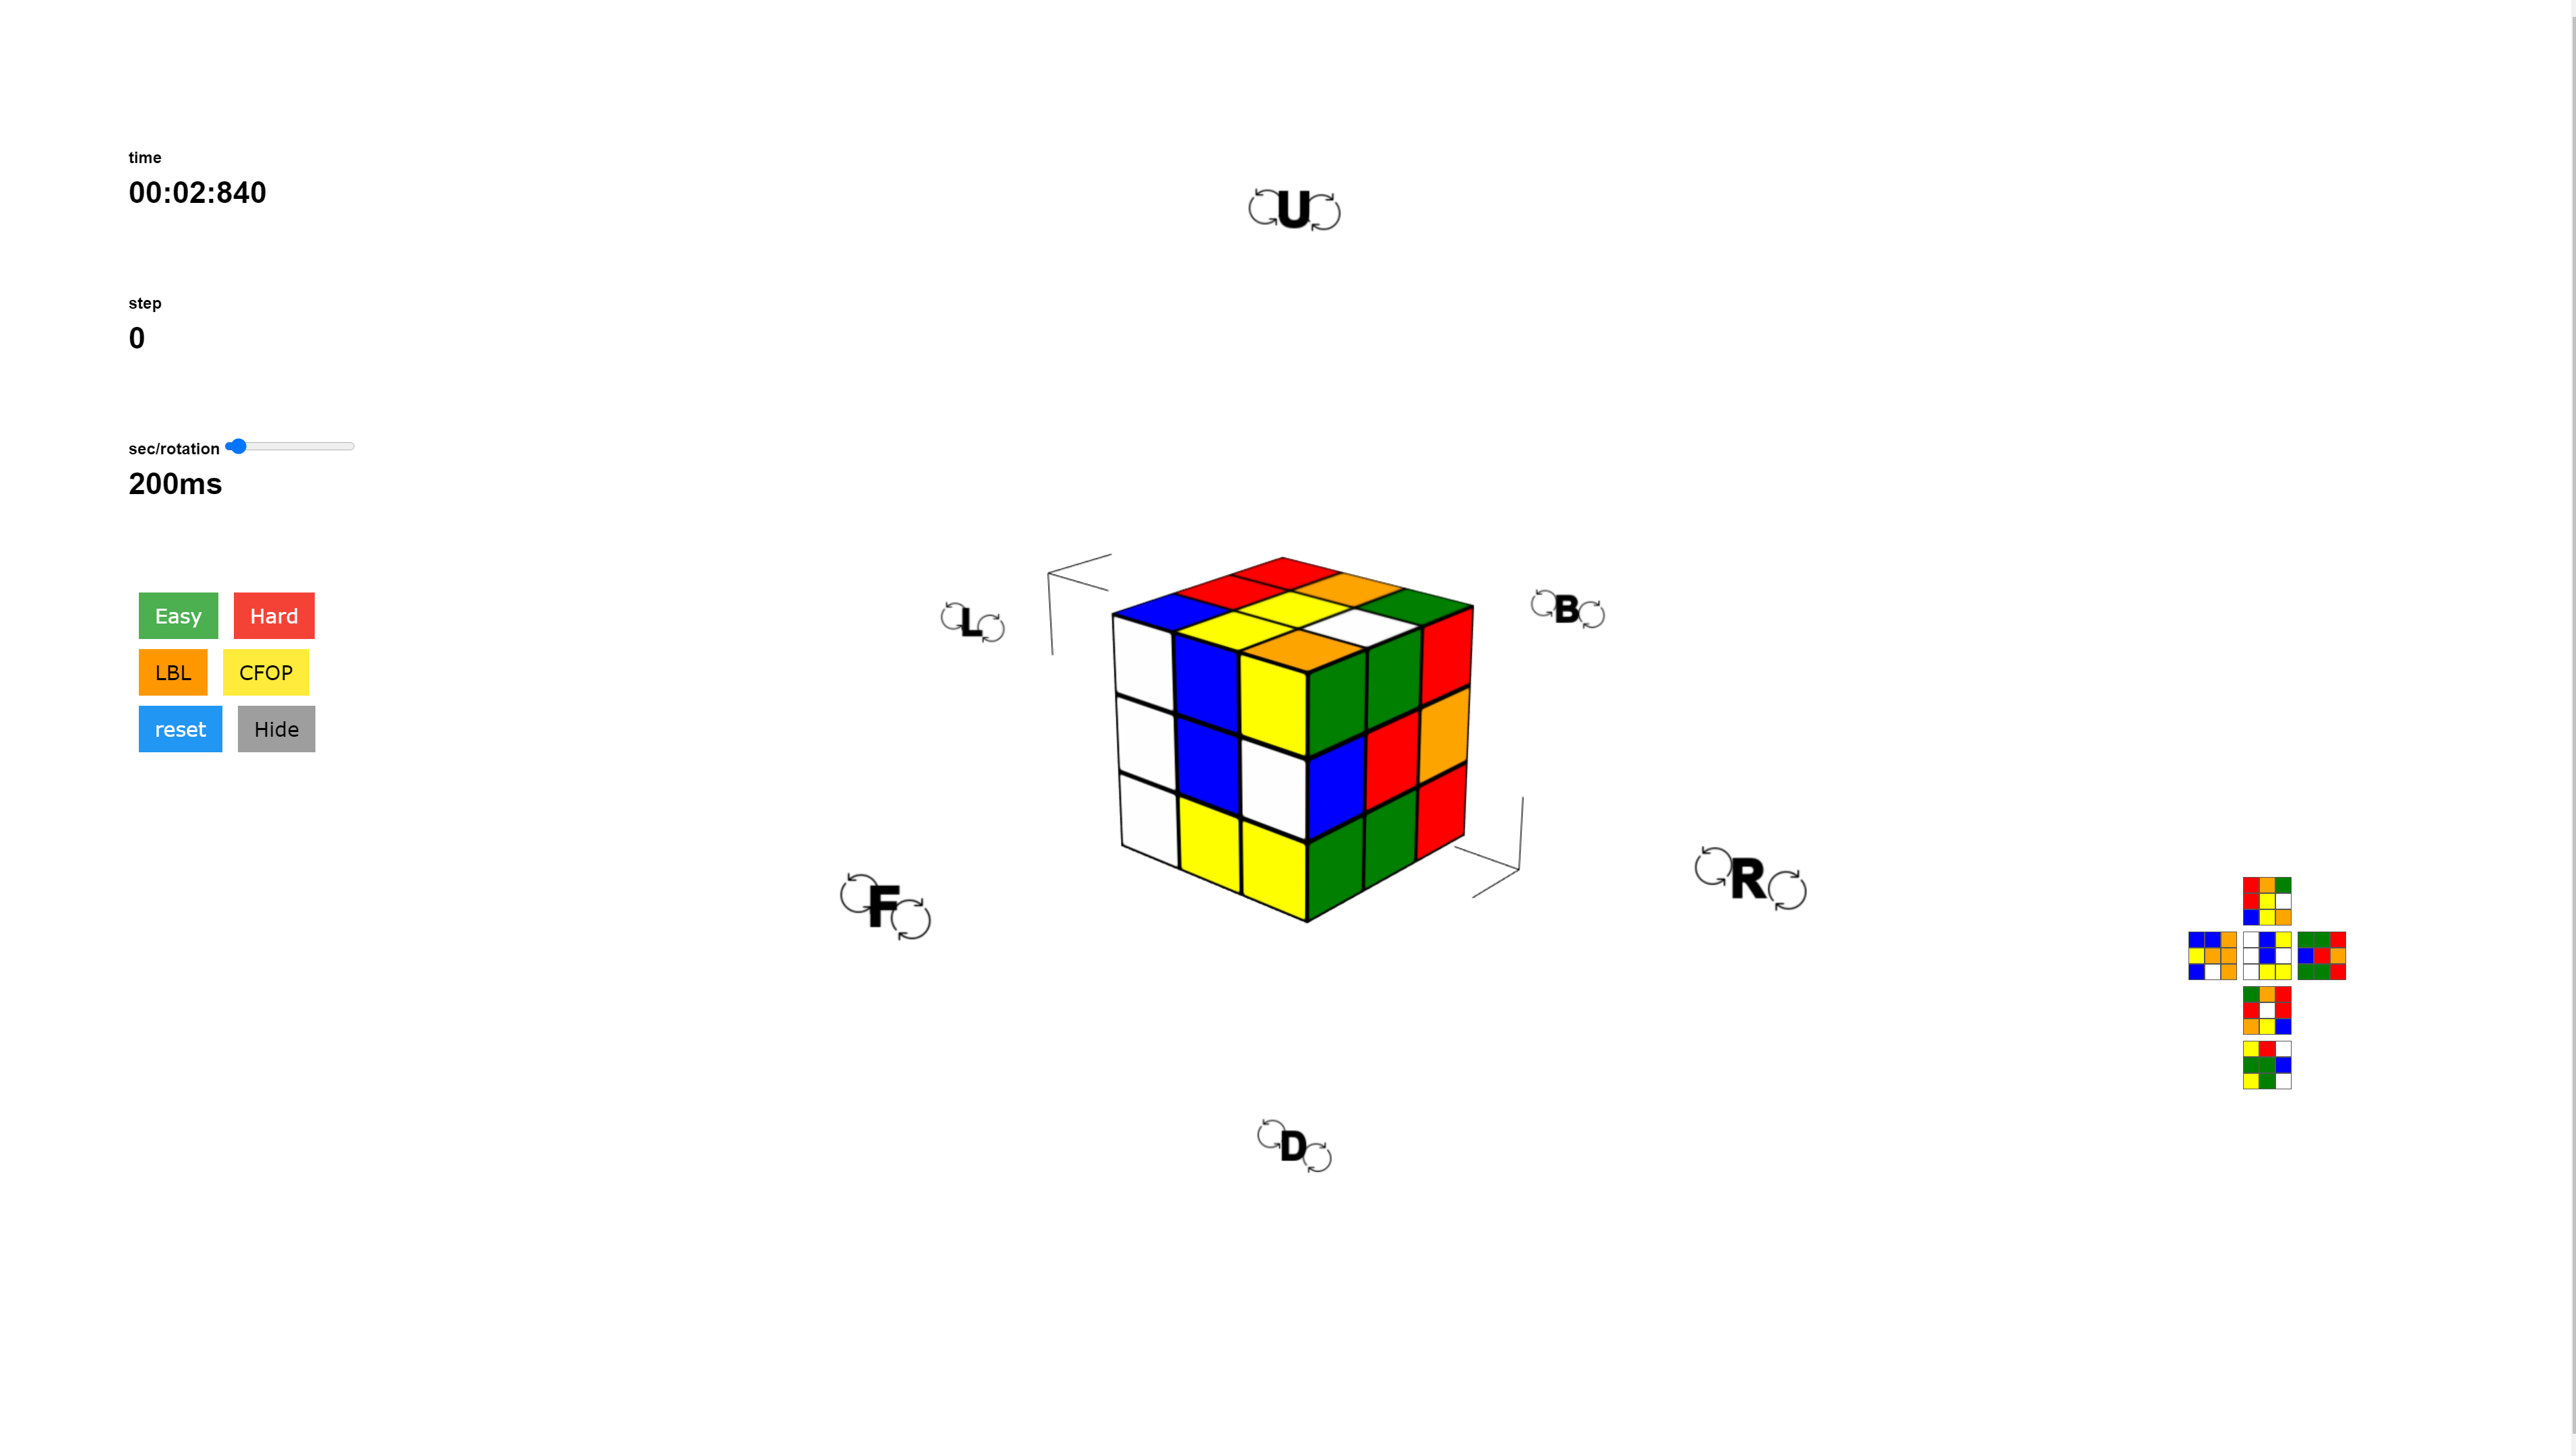 time
00:02:840
step
0
sec/rotation
200ms
Easy Hard
LBL CFOP
reset Hide
U
L
B
F
R
D